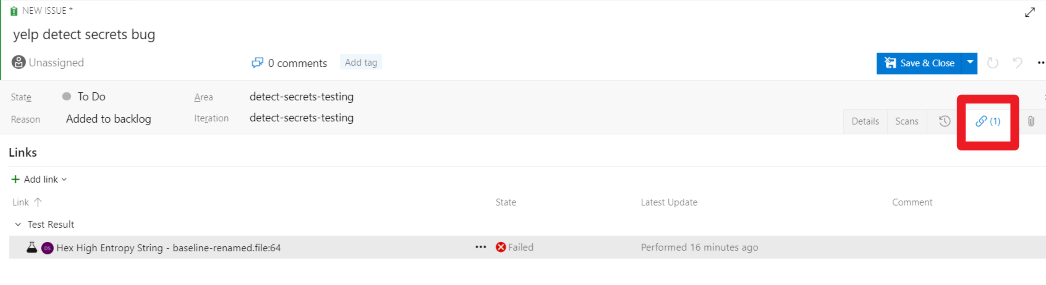 NEW ISSUE *
yelp detect secrets bug
Unassigned 0 comments Add tag Save & Close
State To Do Area detect-secrets-testing
Reason Added to backlog Iteration detect-secrets-testing
Details Scans (1)
Links
+ Add link
Link State Latest Update Comment
Test Result
DS Hex High Entropy String - baseline-renamed.file:64 ••• Failed Performed 16 minutes ago